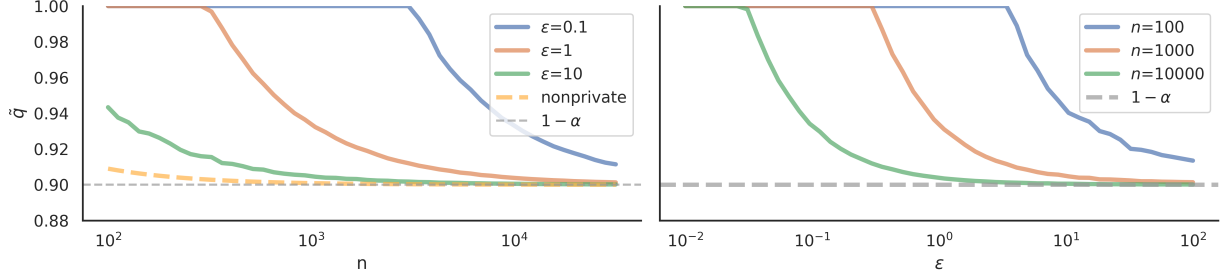 1.00
0.98
0.96
0.94
0.92
0.90
0.88
q̃
10²
10³
10⁴
n
ε=0.1
ε=1
ε=10
nonprivate
1 − α
10⁻²
10⁻¹
10⁰
10¹
10²
ε
n=100
n=1000
n=10000
1 − α